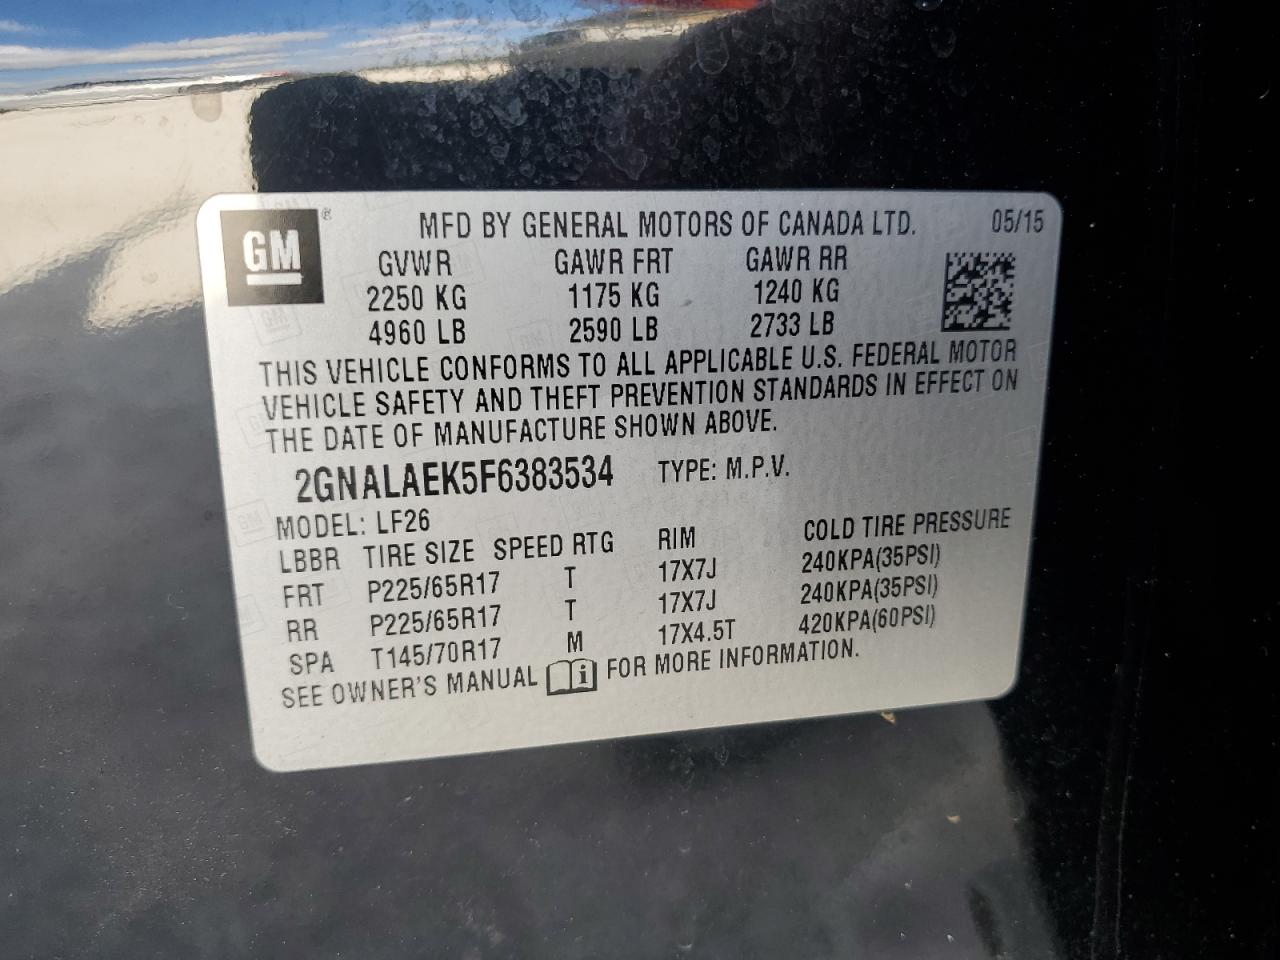 GM ® MFD BY GENERAL MOTORS OF CANADA LTD. 05/15
GVWR GAWR FRT GAWR RR
2250 KG 1175 KG 1240 KG
4960 LB 2590 LB 2733 LB
THIS VEHICLE CONFORMS TO ALL APPLICABLE U.S. FEDERAL MOTOR
VEHICLE SAFETY AND THEFT PREVENTION STANDARDS IN EFFECT ON
THE DATE OF MANUFACTURE SHOWN ABOVE.
2GNALAEK5F6383534 TYPE: M.P.V.
MODEL: LF26
LBBR TIRE SIZE SPEED RTG RIM COLD TIRE PRESSURE
FRT P225/65R17 T 17X7J 240KPA(35PSI)
RR P225/65R17 T 17X7J 240KPA(35PSI)
SPA T145/70R17 M 17X4.5T 420KPA(60PSI)
SEE OWNER'S MANUAL i FOR MORE INFORMATION.